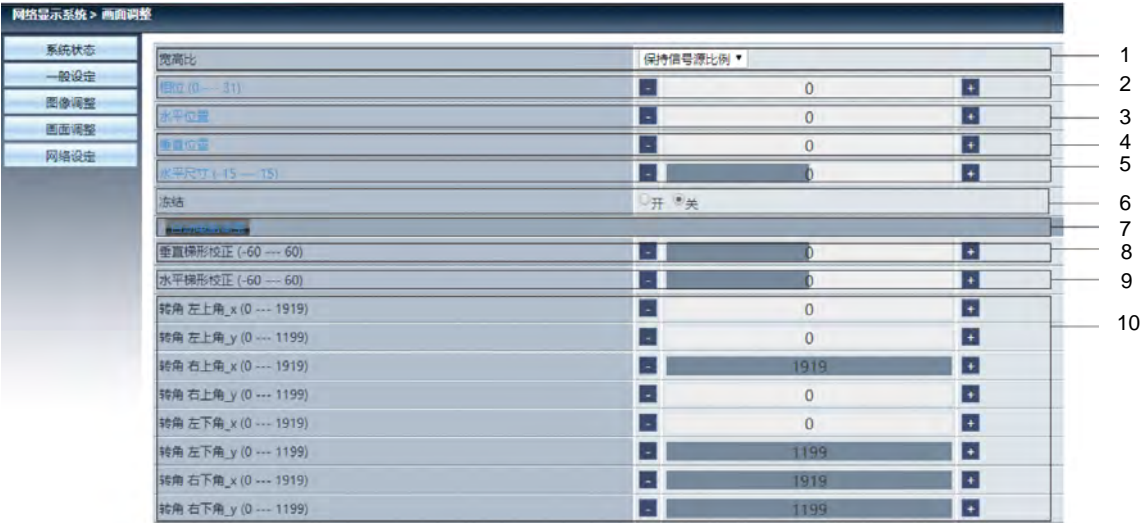 网络显示系统 > 画面调整
系统状态
一般设定
图像调整
画面调整
网络设定
宽高比 保持信号源比例 1
相位 (0 --- 31) - 0 + 2
水平位置 - 0 + 3
垂直位置 - 0 + 4
水平尺寸 (-15 --- 15) - 0 + 5
冻结 开 关 6
7
垂直梯形校正 (-60 --- 60) - 0 + 8
水平梯形校正 (-60 --- 60) - 0 + 9
转角 左上角_x (0 --- 1919) - 0 + 10
转角 左上角_y (0 --- 1199) - 0 +
转角 右上角_x (0 --- 1919) - 1919 +
转角 右上角_y (0 --- 1199) - 0 +
转角 左下角_x (0 --- 1919) - 0 +
转角 左下角_y (0 --- 1199) - 1199 +
转角 右下角_x (0 --- 1919) - 1919 +
转角 右下角_y (0 --- 1199) - 1199 +